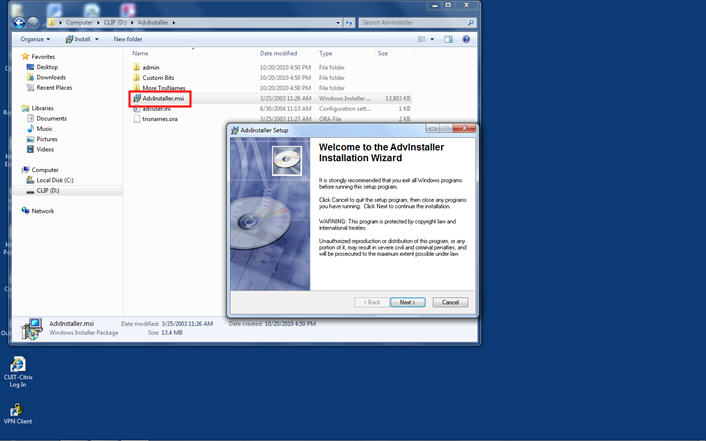 Computer ▸ CLIP (D:) ▸ AdvInstaller ▸
Search AdvInstaller
Organize Install New folder
Name Date modified Type Size
Favorites
Desktop
Downloads
Recent Places
Libraries
Documents
Music
Pictures
Videos
Computer
Local Disk (C:)
CLIP (D:)
Network
admin 10/20/2010 4:50 PM File folder
Custom Bits 10/20/2010 4:50 PM File folder
More TnsNames 10/20/2010 4:50 PM File folder
AdvInstaller.msi 3/25/2003 11:26 AM Windows Installer ... 13,803 KB
advuser.ini 6/30/2004 11:13 AM Configuration sett... 1 KB
tnsnames.ora 3/25/2003 11:27 AM ORA File 2 KB
AdvInstaller Setup
Welcome to the AdvInstaller
Installation Wizard
It is strongly recommended that you exit all Windows programs
before running this setup program.
Click Cancel to quit the setup program, then close any programs
you have running. Click Next to continue the installation.
WARNING: This program is protected by copyright law and
international treaties.
Unauthorized reproduction or distribution of this program, or any
portion of it, may result in severe civil and criminal penalties, and
will be prosecuted to the maximum extent possible under law.
< Back Next > Cancel
AdvInstaller.msi Date modified: 3/25/2003 11:26 AM Date created: 10/20/2010 4:50 PM
Windows Installer Package Size: 13.4 MB
CUIT-Citrix
Log In
VPN Client